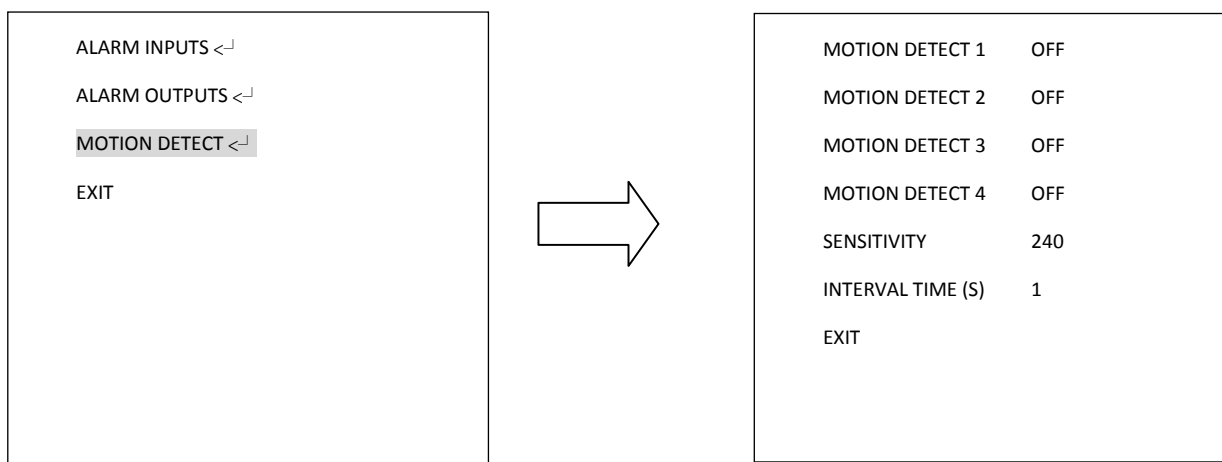 ALARM INPUTS <┘
ALARM OUTPUTS <┘
MOTION DETECT <┘
EXIT
MOTION DETECT 1 OFF
MOTION DETECT 2 OFF
MOTION DETECT 3 OFF
MOTION DETECT 4 OFF
SENSITIVITY 240
INTERVAL TIME (S) 1
EXIT